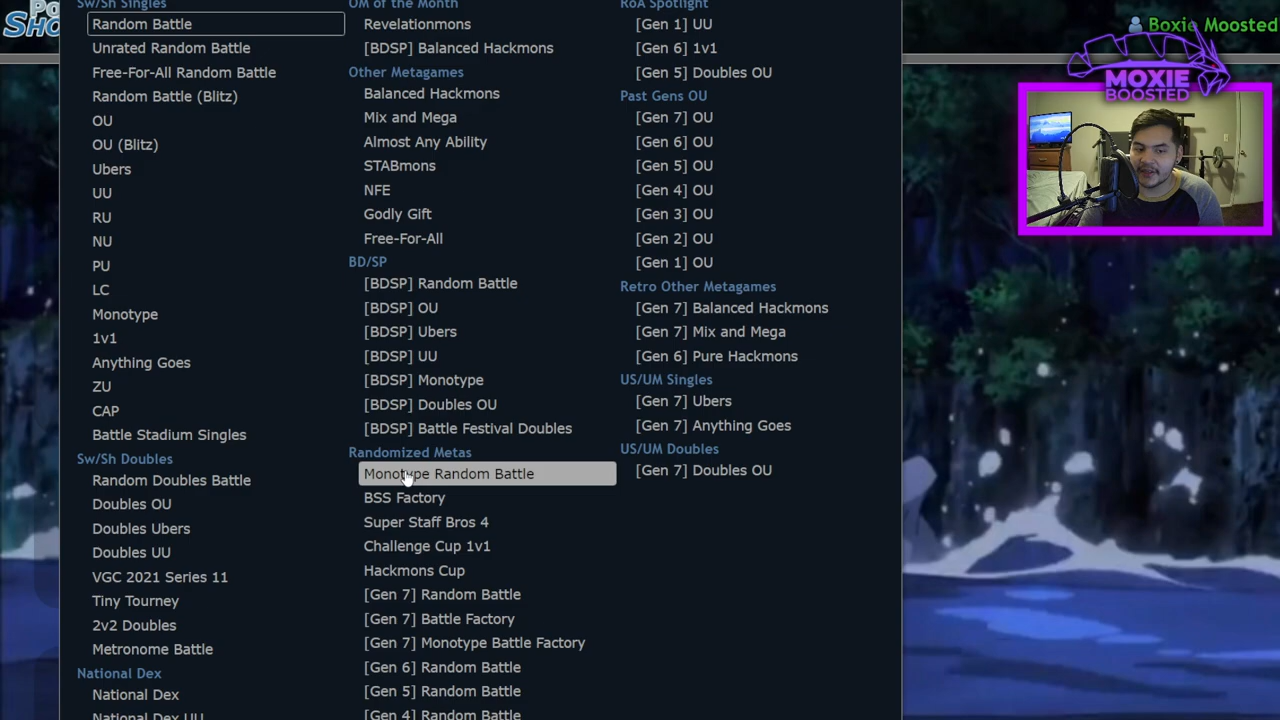 Po
SHO
Sw/Sh Singles
Random Battle
Unrated Random Battle
Free-For-All Random Battle
Random Battle (Blitz)
OU
OU (Blitz)
Ubers
UU
RU
NU
PU
LC
Monotype
1v1
Anything Goes
ZU
CAP
Battle Stadium Singles
Sw/Sh Doubles
Random Doubles Battle
Doubles OU
Doubles Ubers
Doubles UU
VGC 2021 Series 11
Tiny Tourney
2v2 Doubles
Metronome Battle
National Dex
National Dex
National Dex UU
OM of the Month
Revelationmons
[BDSP] Balanced Hackmons
Other Metagames
Balanced Hackmons
Mix and Mega
Almost Any Ability
STABmons
NFE
Godly Gift
Free-For-All
BD/SP
[BDSP] Random Battle
[BDSP] OU
[BDSP] Ubers
[BDSP] UU
[BDSP] Monotype
[BDSP] Doubles OU
[BDSP] Battle Festival Doubles
Randomized Metas
Monotype Random Battle
BSS Factory
Super Staff Bros 4
Challenge Cup 1v1
Hackmons Cup
[Gen 7] Random Battle
[Gen 7] Battle Factory
[Gen 7] Monotype Battle Factory
[Gen 6] Random Battle
[Gen 5] Random Battle
[Gen 4] Random Battle
RoA Spotlight
[Gen 1] UU
[Gen 6] 1v1
[Gen 5] Doubles OU
Past Gens OU
[Gen 7] OU
[Gen 6] OU
[Gen 5] OU
[Gen 4] OU
[Gen 3] OU
[Gen 2] OU
[Gen 1] OU
Retro Other Metagames
[Gen 7] Balanced Hackmons
[Gen 7] Mix and Mega
[Gen 6] Pure Hackmons
US/UM Singles
[Gen 7] Ubers
[Gen 7] Anything Goes
US/UM Doubles
[Gen 7] Doubles OU
Boxie Moosted
MOXIE
BOOSTED